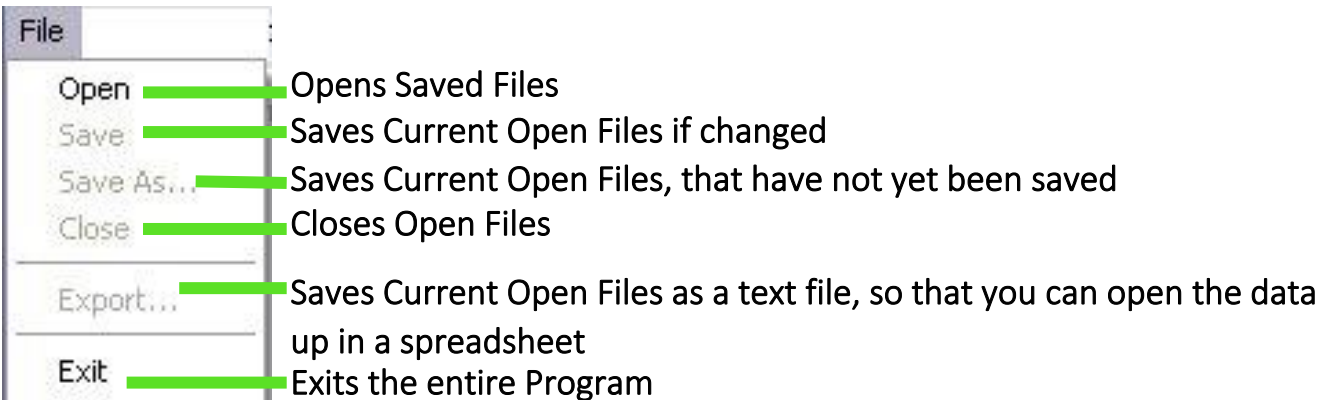 File
Open Opens Saved Files
Save Saves Current Open Files if changed
Save As... Saves Current Open Files, that have not yet been saved
Close Closes Open Files
Export... Saves Current Open Files as a text file, so that you can open the data
up in a spreadsheet
Exit Exits the entire Program